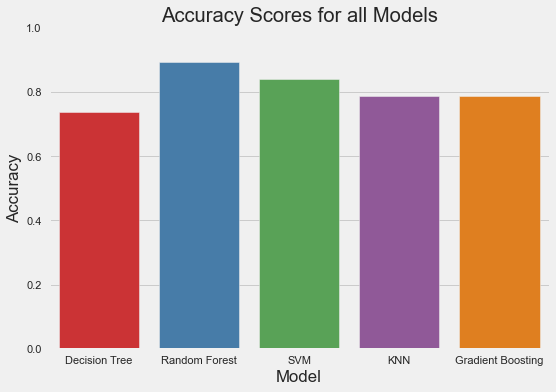 Accuracy Scores for all Models
1.0
0.8
0.6
0.4
0.2
0.0
Accuracy
Decision Tree
Random Forest
SVM
KNN
Gradient Boosting
Model